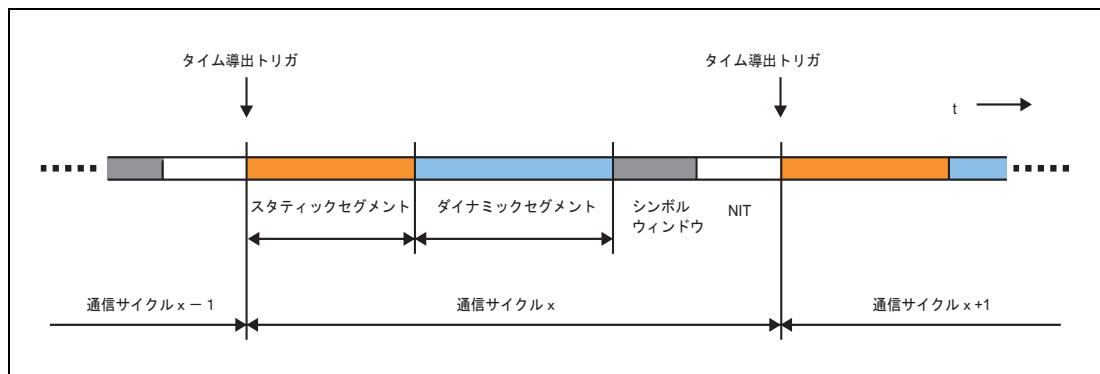 タイム導出トリガ
タイム導出トリガ
t
スタティックセグメント
ダイナミックセグメント
シンボル
ウィンドウ
NIT
通信サイクル x － 1
通信サイクル x
通信サイクル x +1